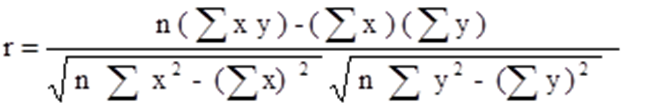 r = n ( ∑ x y ) - ( ∑ x ) ( ∑ y ) / √ n ∑ x² - ( ∑ x) ² √ n ∑ y² - ( ∑ y )²